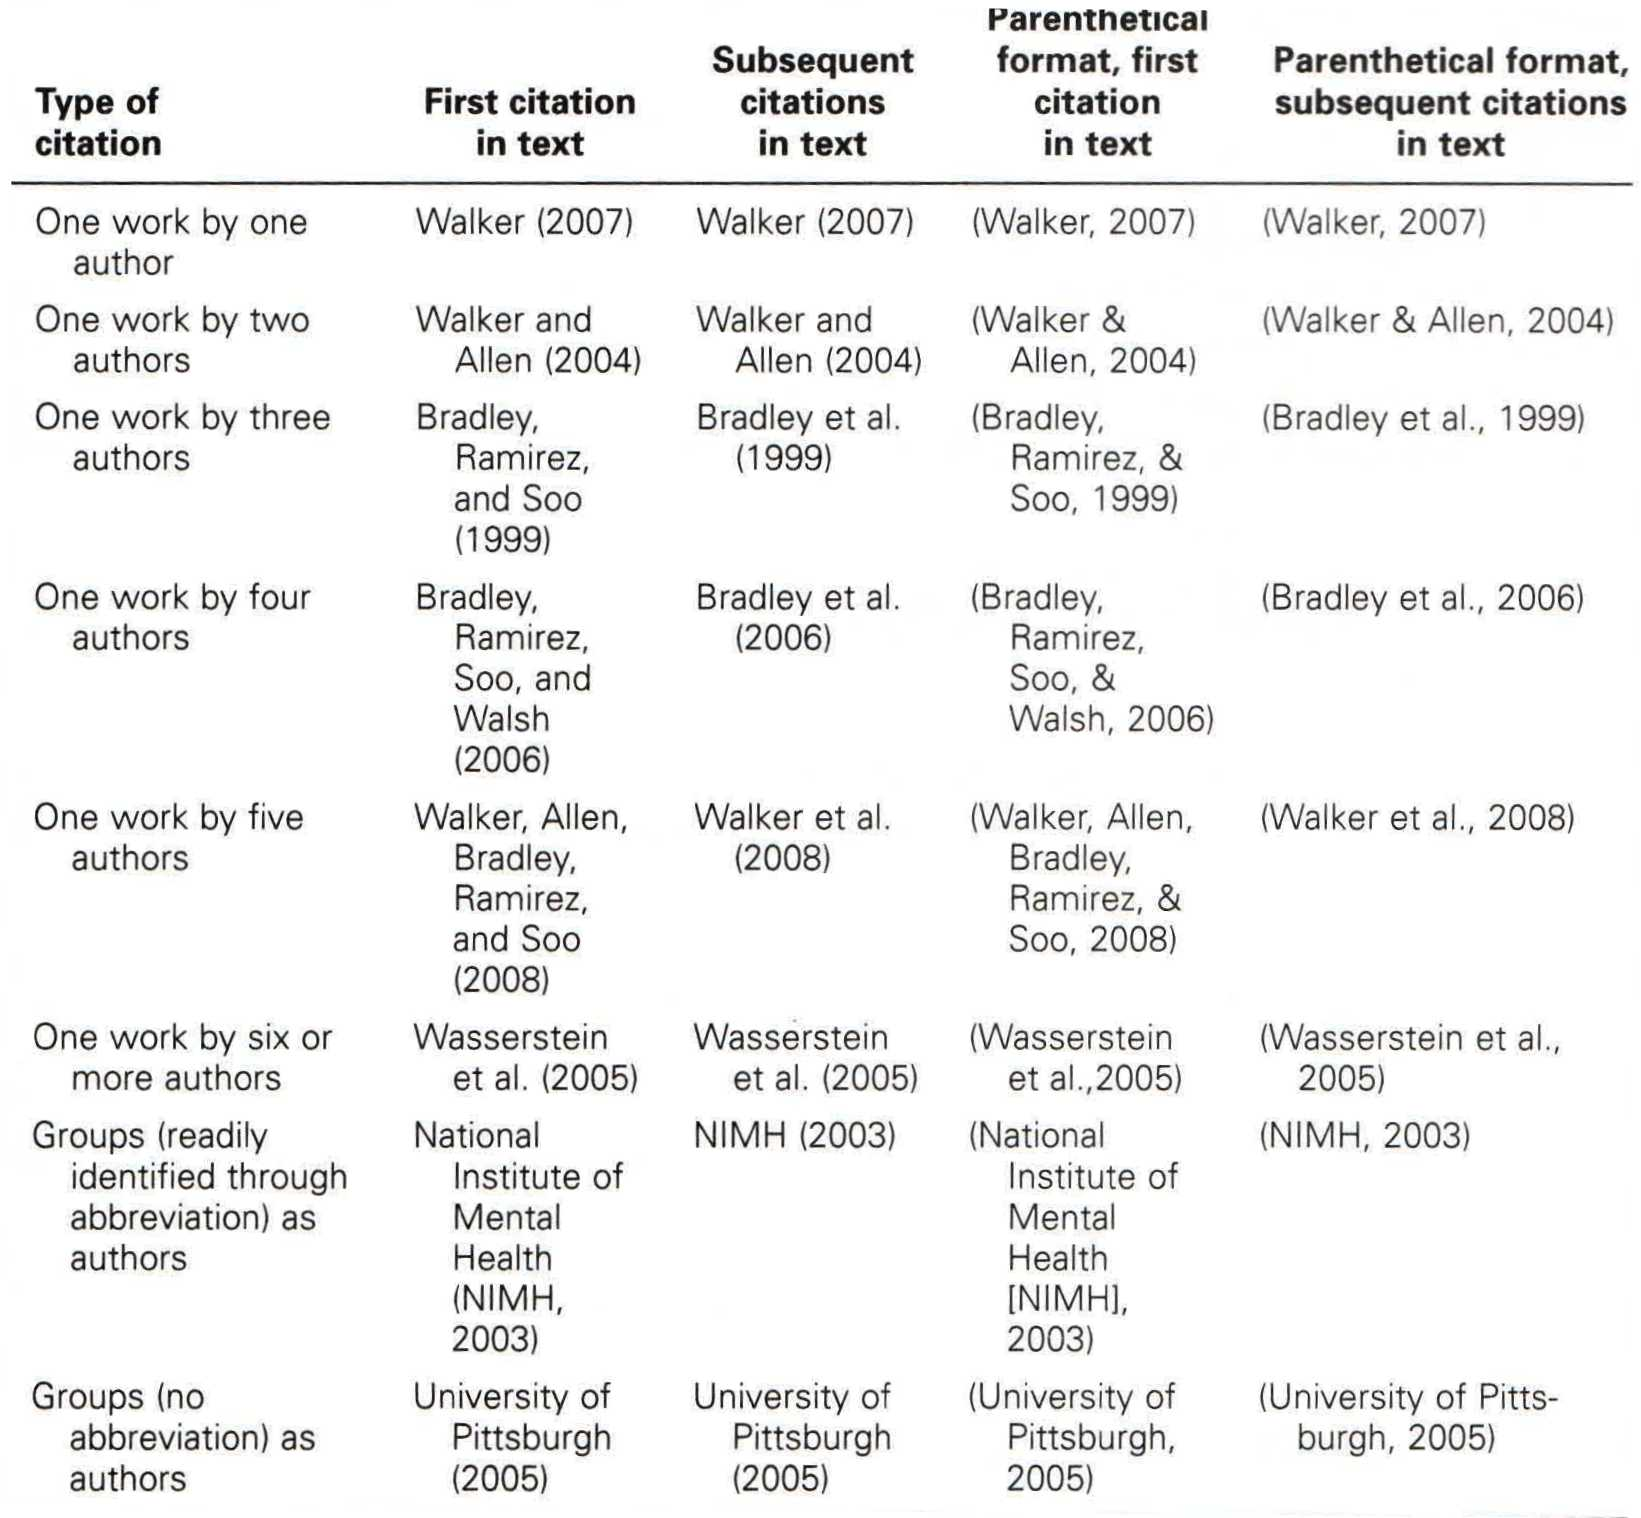 Type of
citation
First citation
in text
Subsequent
citations
in text
Parenthetical
format, first
citation
in text
Parenthetical format,
subsequent citations
in text
One work by one
author
Walker (2007)
Walker (2007)
(Walker, 2007)
(Walker, 2007)
One work by two
authors
Walker and
Allen (2004)
Walker and
Allen (2004)
(Walker &
Allen, 2004)
(Walker & Allen, 2004)
One work by three
authors
Bradley,
Ramirez,
and Soo
(1999)
Bradley et al.
(1999)
(Bradley,
Ramirez, &
Soo, 1999)
(Bradley et al., 1999)
One work by four
authors
Bradley,
Ramirez,
Soo, and
Walsh
(2006)
Bradley et al.
(2006)
(Bradley,
Ramirez,
Soo, &
Walsh, 2006)
(Bradley et al., 2006)
One work by five
authors
Walker, Allen,
Bradley,
Ramirez,
and Soo
(2008)
Walker et al.
(2008)
(Walker, Allen,
Bradley,
Ramirez, &
Soo, 2008)
(Walker et al., 2008)
One work by six or
more authors
Wasserstein
et al. (2005)
Wasserstein
et al. (2005)
(Wasserstein
et al.,2005)
(Wasserstein et al.,
2005)
Groups (readily
identified through
abbreviation) as
authors
National
Institute of
Mental
Health
(NIMH,
2003)
NIMH (2003)
(National
Institute of
Mental
Health
[NIMH],
2003)
(NIMH, 2003)
Groups (no
abbreviation) as
authors
University of
Pittsburgh
(2005)
University of
Pittsburgh
(2005)
(University of
Pittsburgh,
2005)
(University of Pitts-
burgh, 2005)